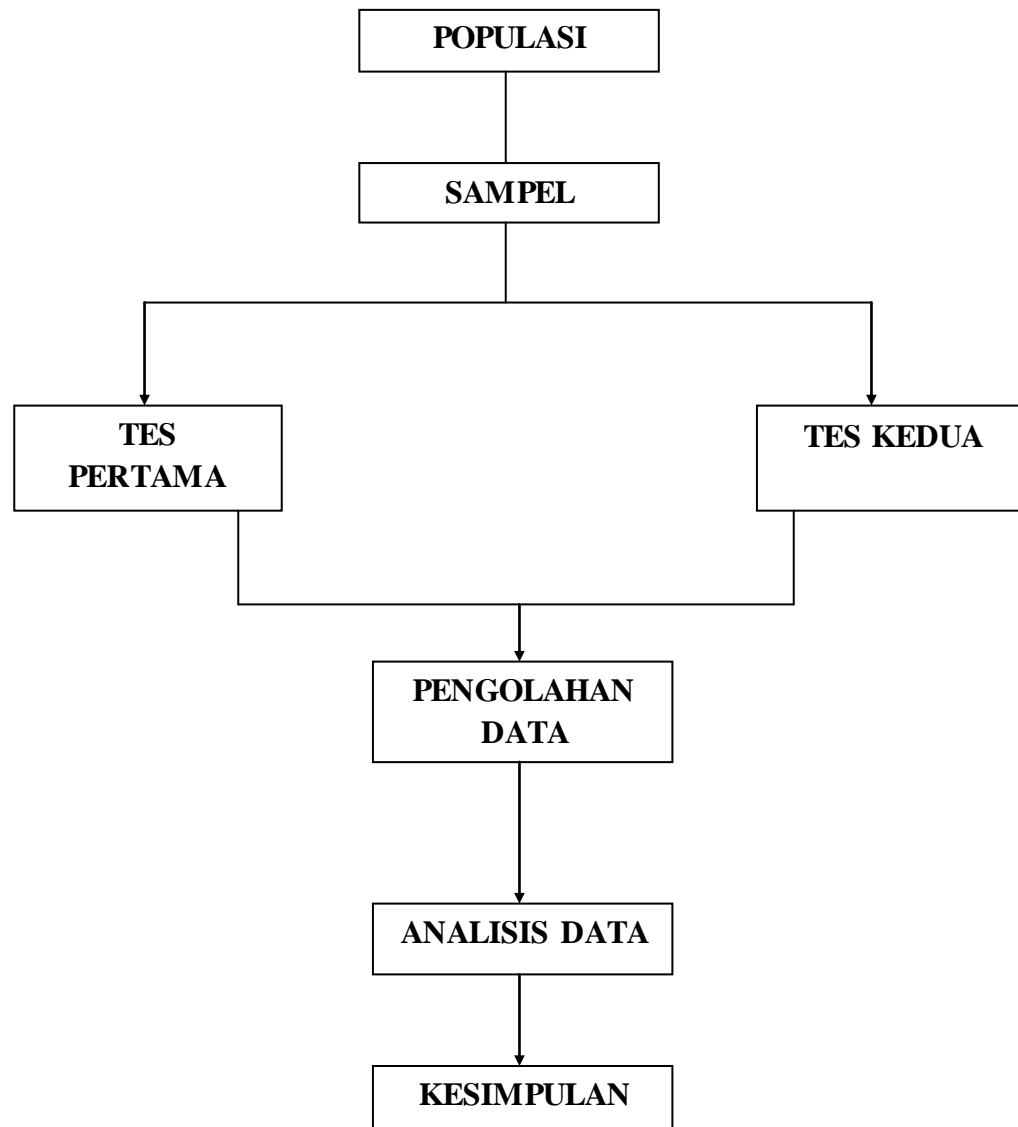 POPULASI
SAMPEL
TES
PERTAMA
TES KEDUA
PENGOLAHAN
DATA
ANALISIS DATA
KESIMPULAN